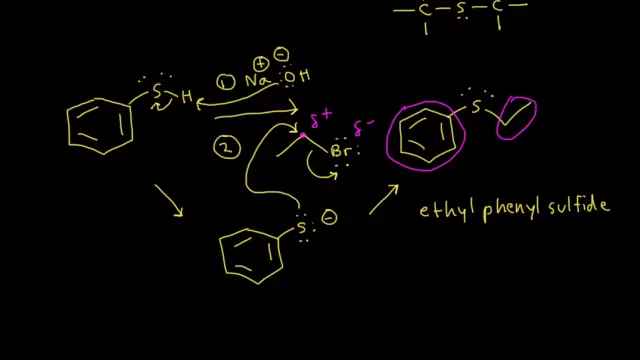 — C — S — C —
① Na⊕ ⊖:OH
S H
δ+ δ−
② Br
S
S ⊖
ethyl phenyl sulfide